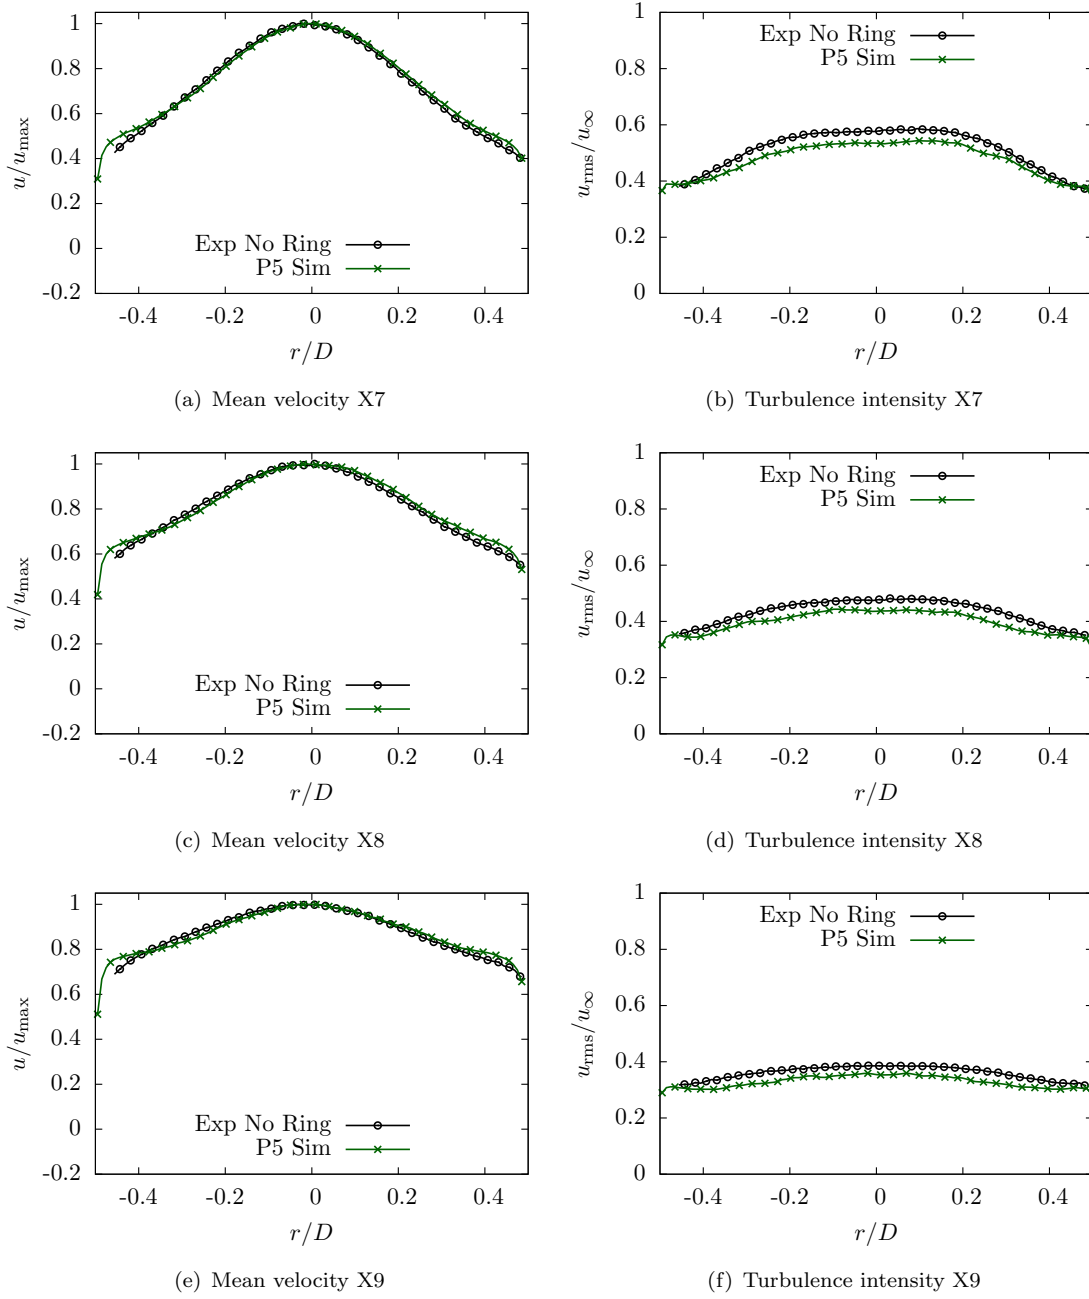 1
0.8
0.6
0.4
0.2
0
-0.2
u/u_max
Exp No Ring
P5 Sim
-0.4 -0.2 0 0.2 0.4
r/D
(a) Mean velocity X7
1
0.8
0.6
0.4
0.2
0
u_rms/u_∞
Exp No Ring
P5 Sim
-0.4 -0.2 0 0.2 0.4
r/D
(b) Turbulence intensity X7
1
0.8
0.6
0.4
0.2
0
-0.2
u/u_max
Exp No Ring
P5 Sim
-0.4 -0.2 0 0.2 0.4
r/D
(c) Mean velocity X8
1
0.8
0.6
0.4
0.2
0
u_rms/u_∞
Exp No Ring
P5 Sim
-0.4 -0.2 0 0.2 0.4
r/D
(d) Turbulence intensity X8
1
0.8
0.6
0.4
0.2
0
-0.2
u/u_max
Exp No Ring
P5 Sim
-0.4 -0.2 0 0.2 0.4
r/D
(e) Mean velocity X9
1
0.8
0.6
0.4
0.2
0
u_rms/u_∞
Exp No Ring
P5 Sim
-0.4 -0.2 0 0.2 0.4
r/D
(f) Turbulence intensity X9